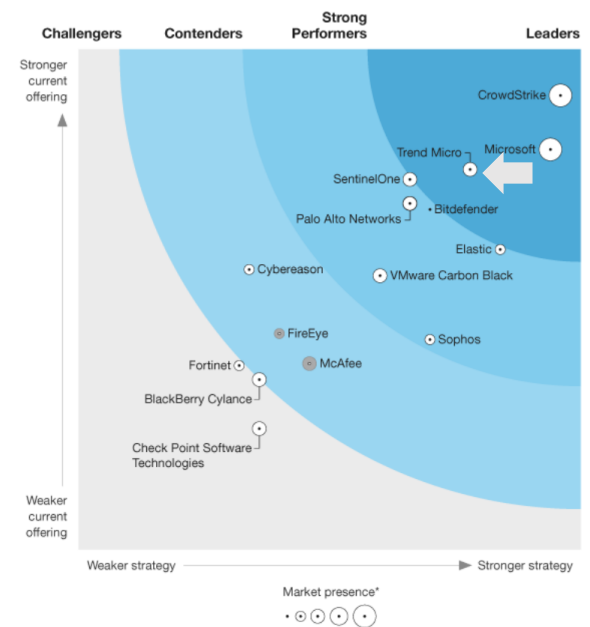 Challengers
Contenders
Strong
Performers
Leaders
Stronger
current
offering
CrowdStrike
Microsoft
Trend Micro
SentinelOne
Bitdefender
Palo Alto Networks
Elastic
Cybereason
VMware Carbon Black
FireEye
Sophos
McAfee
Fortinet
BlackBerry Cylance
Check Point Software
Technologies
Weaker
current
offering
Weaker strategy
Stronger strategy
Market presence*